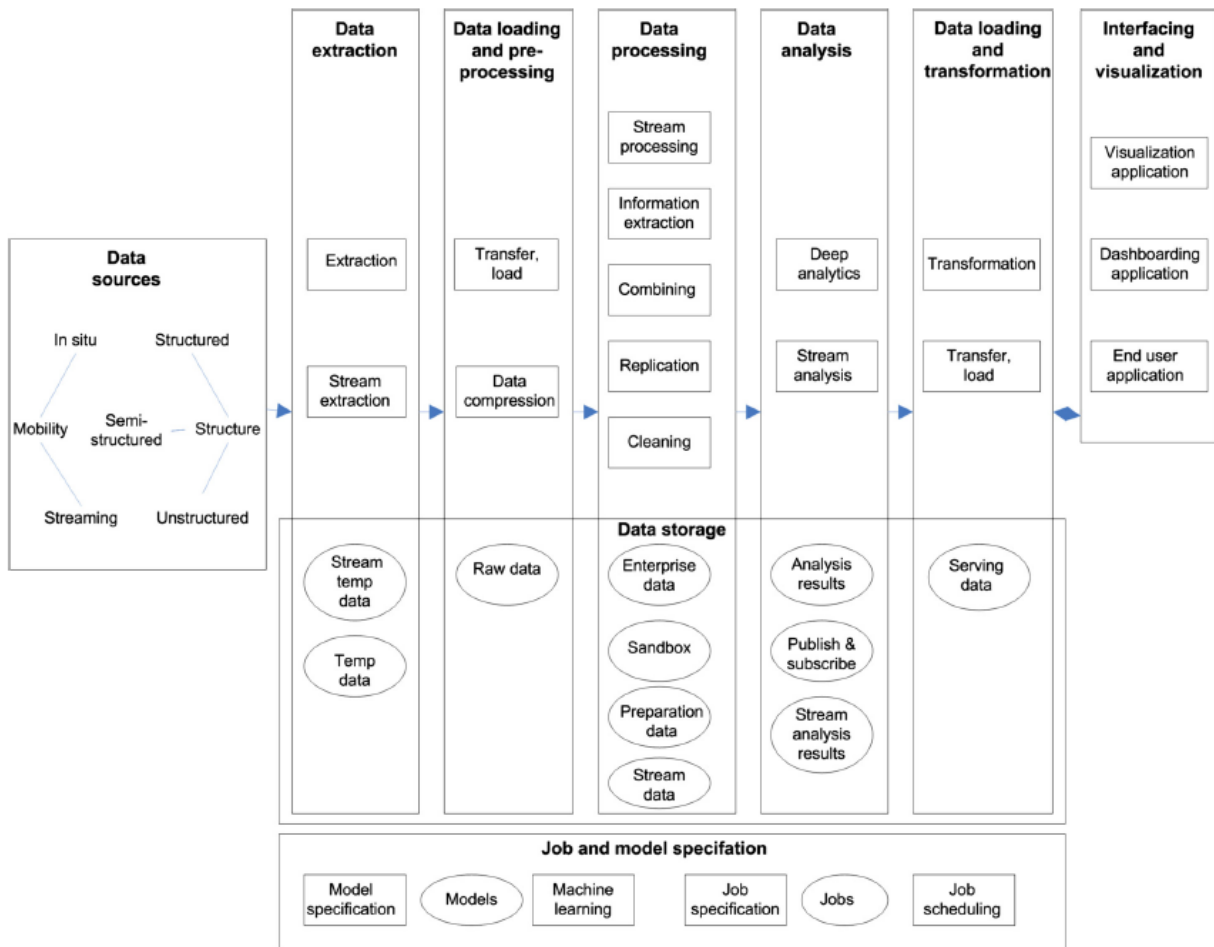 Data
extraction
Data loading
and pre-
processing
Data
processing
Data
analysis
Data loading
and
transformation
Interfacing
and
visualization
Stream
processing
Visualization
application
Information
extraction
Data
sources
Extraction
Transfer,
load
Combining
Deep
analytics
Transformation
Dashboarding
application
In situ
Structured
Stream
extraction
Data
compression
Replication
Stream
analysis
Transfer,
load
End user
application
Mobility
Semi-
structured
Structure
Cleaning
Streaming
Unstructured
Data storage
Stream
temp
data
Raw data
Enterprise
data
Analysis
results
Serving
data
Temp
data
Sandbox
Publish &
subscribe
Preparation
data
Stream
analysis
results
Stream
data
Job and model specifation
Model
specification
Models
Machine
learning
Job
specification
Jobs
Job
scheduling